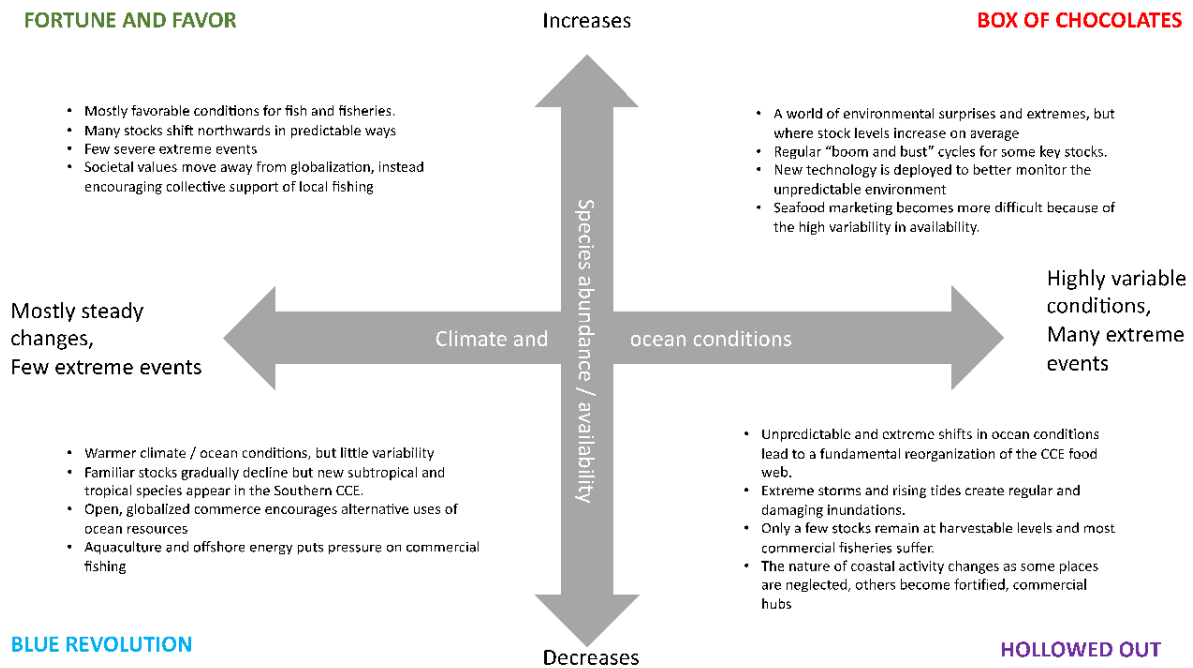 FORTUNE AND FAVOR
Increases
BOX OF CHOCOLATES
• Mostly favorable conditions for fish and fisheries.
• Many stocks shift northwards in predictable ways
• Few severe extreme events
• Societal values move away from globalization, instead
encouraging collective support of local fishing
• A world of environmental surprises and extremes, but
where stock levels increase on average
• Regular “boom and bust” cycles for some key stocks.
• New technology is deployed to better monitor the
unpredictable environment
• Seafood marketing becomes more difficult because of
the high variability in availability.
Species abundance / availability
Mostly steady
changes,
Few extreme events
Climate and ocean conditions
Highly variable
conditions,
Many extreme
events
• Warmer climate / ocean conditions, but little variability
• Familiar stocks gradually decline but new subtropical and
tropical species appear in the Southern CCE.
• Open, globalized commerce encourages alternative uses of
ocean resources
• Aquaculture and offshore energy puts pressure on commercial
fishing
• Unpredictable and extreme shifts in ocean conditions
lead to a fundamental reorganization of the CCE food
web.
• Extreme storms and rising tides create regular and
damaging inundations.
• Only a few stocks remain at harvestable levels and most
commercial fisheries suffer.
• The nature of coastal activity changes as some places
are neglected, others become fortified, commercial
hubs
BLUE REVOLUTION
Decreases
HOLLOWED OUT